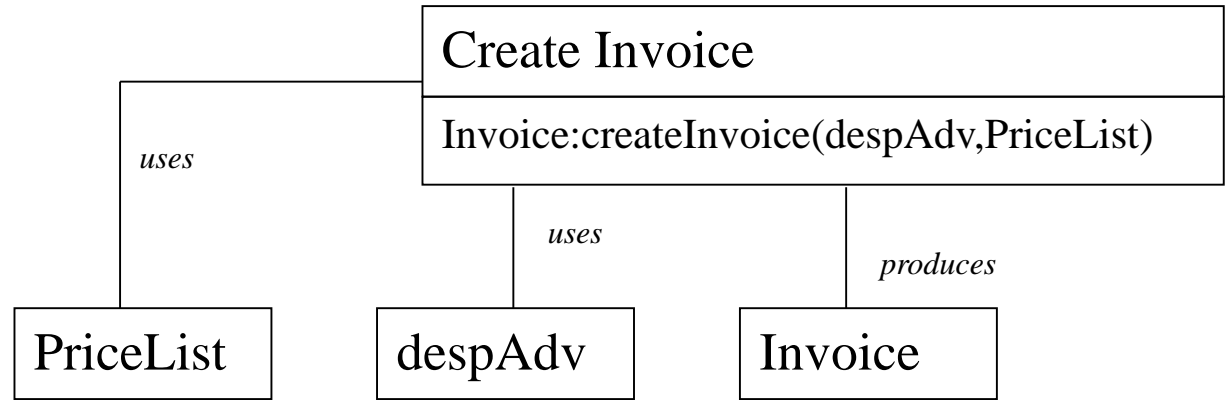 Create Invoice
Invoice:createInvoice(despAdv,PriceList)
uses
uses
produces
PriceList
despAdv
Invoice